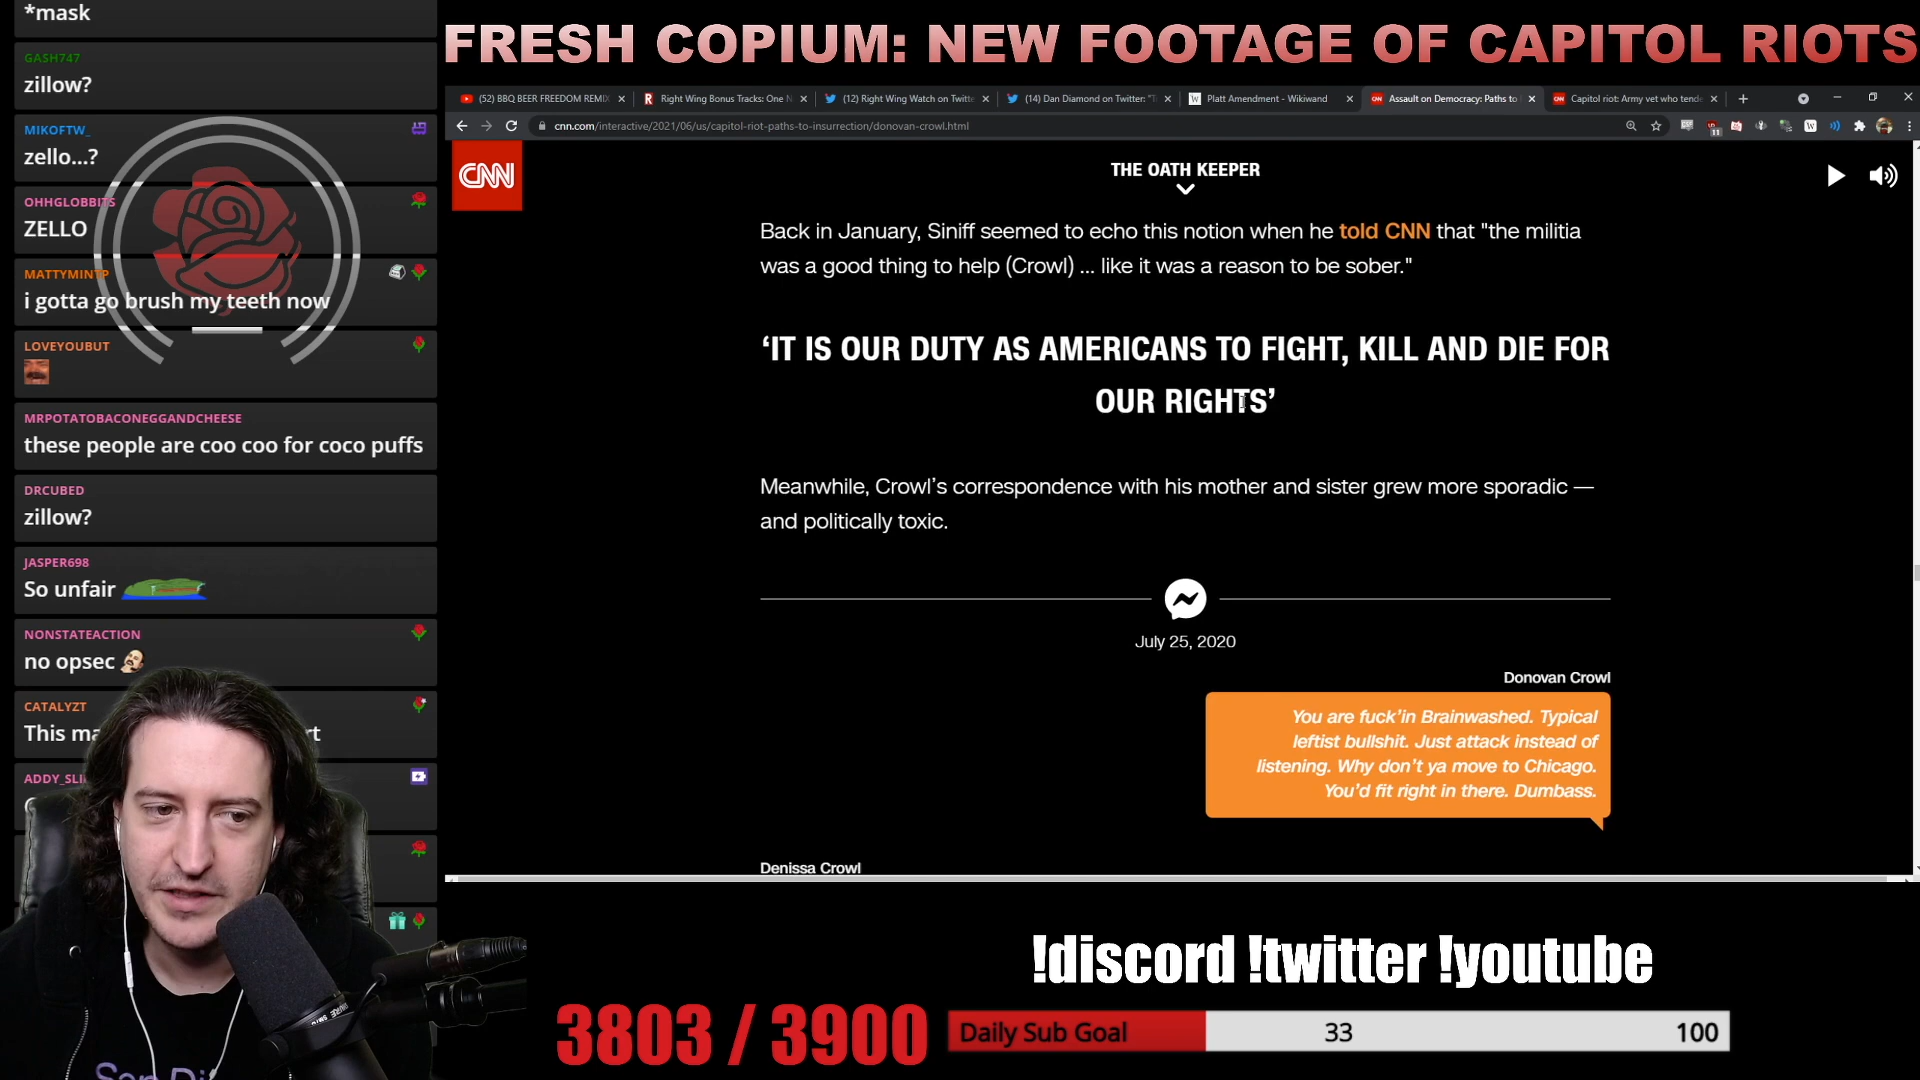 *mask
GASH747
zillow?
MIKOFTW_
zello...?
OHHGLOBBITS
ZELLO
MATTYMINTP
i gotta go brush my teeth now
LOVEYOUBUT
MRPOTATOBACONEGGANDCHEESE
these people are coo coo for coco puffs
DRCUBED
zillow?
JASPER698
So unfair
NONSTATEACTION
no opsec
CATALYZT
This
FRESH COPIUM: NEW FOOTAGE OF CAPITOL RIOTS
(52) BBQ BEER FREEDOM REMIX
Right Wing Bonus Tracks: One N
(12) Right Wing Watch on Twitte
(14) Dan Diamond on Twitter: "T
Platt Amendment - Wikiwand
Assault on Democracy: Paths to
Capitol riot: Army vet who tende
cnn.com/interactive/2021/06/us/capitol-riot-paths-to-insurrection/donovan-crowl.html
11
CNN
THE OATH KEEPER
Back in January, Siniff seemed to echo this notion when he told CNN that "the militia
was a good thing to help (Crowl) ... like it was a reason to be sober."
‘IT IS OUR DUTY AS AMERICANS TO FIGHT, KILL AND DIE FOR
OUR RIGHTS’
Meanwhile, Crowl’s correspondence with his mother and sister grew more sporadic —
and politically toxic.
July 25, 2020
Donovan Crowl
You are fuck’in Brainwashed. Typical
leftist bullshit. Just attack instead of
listening. Why don’t ya move to Chicago.
You’d fit right in there. Dumbass.
Denissa Crowl
!discord !twitter !youtube
3803 / 3900
Daily Sub Goal
33
100